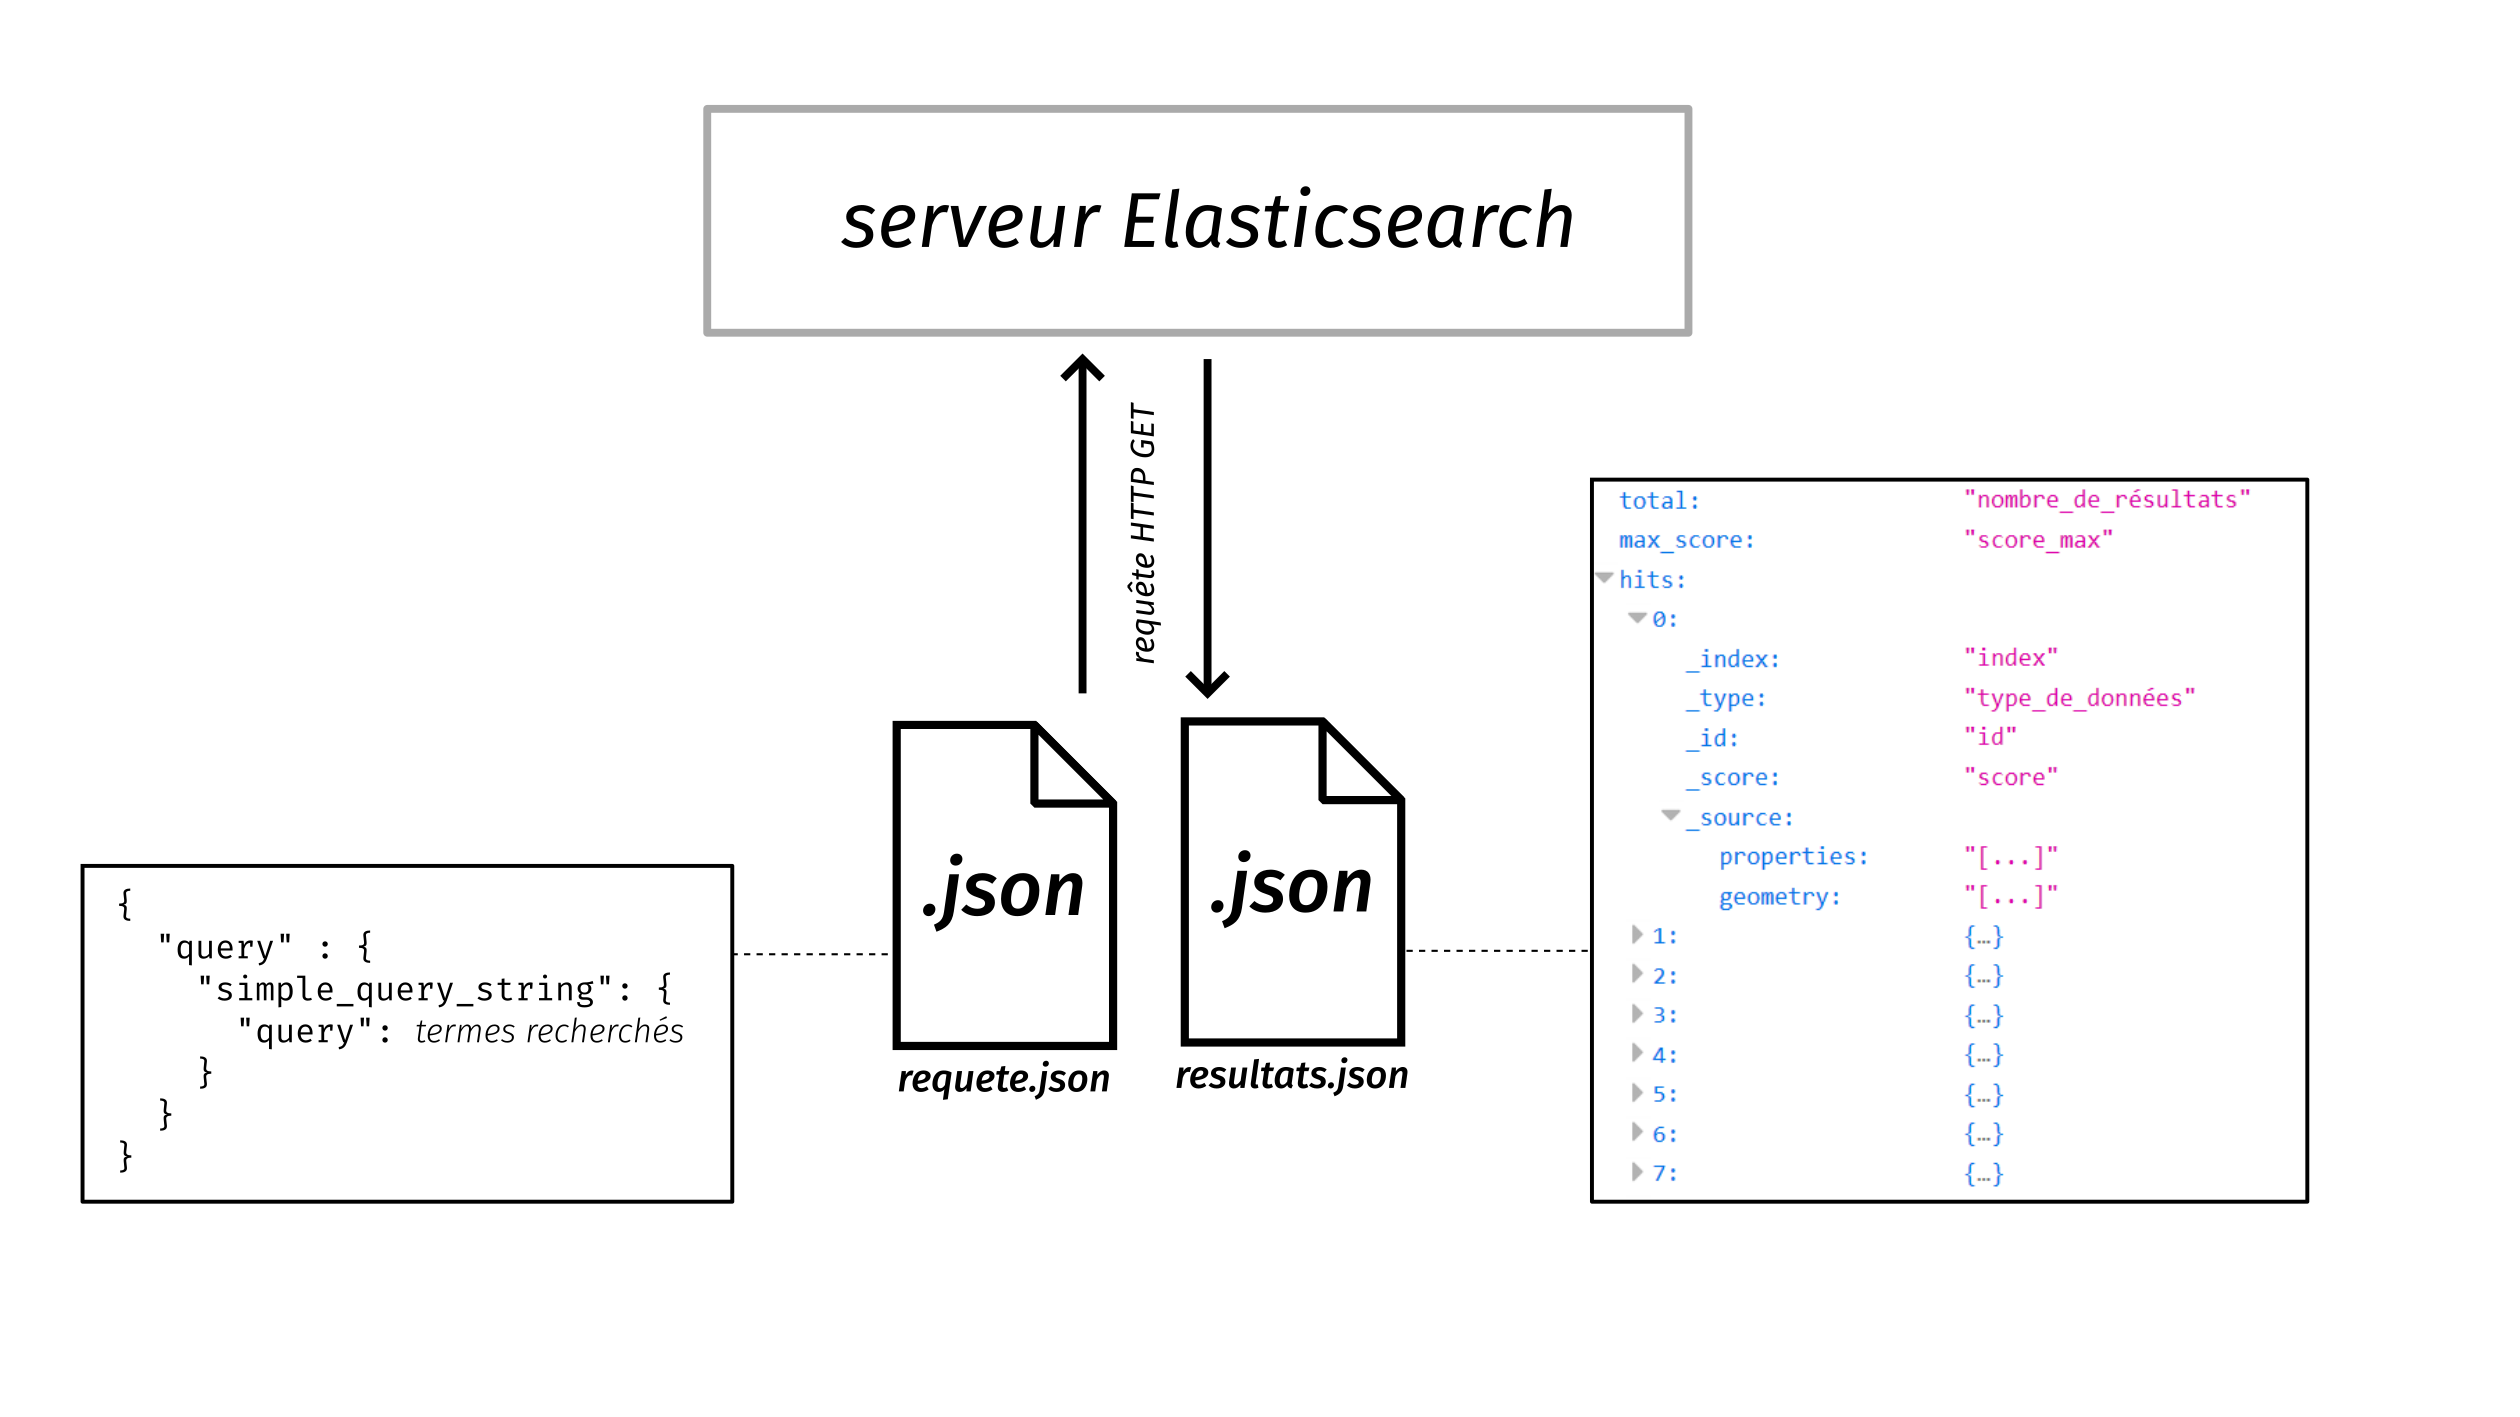 serveur Elasticsearch
requête HTTP GET
{
"query" : {
"simple_query_string": {
"query": termes recherchés
}
}
}
.json
requete.json
.json
resultats.json
total: "nombre_de_résultats"
max_score: "score_max"
hits:
0:
_index: "index"
_type: "type_de_données"
_id: "id"
_score: "score"
_source:
properties: "[...]"
geometry: "[...]"
1: {…}
2: {…}
3: {…}
4: {…}
5: {…}
6: {…}
7: {…}